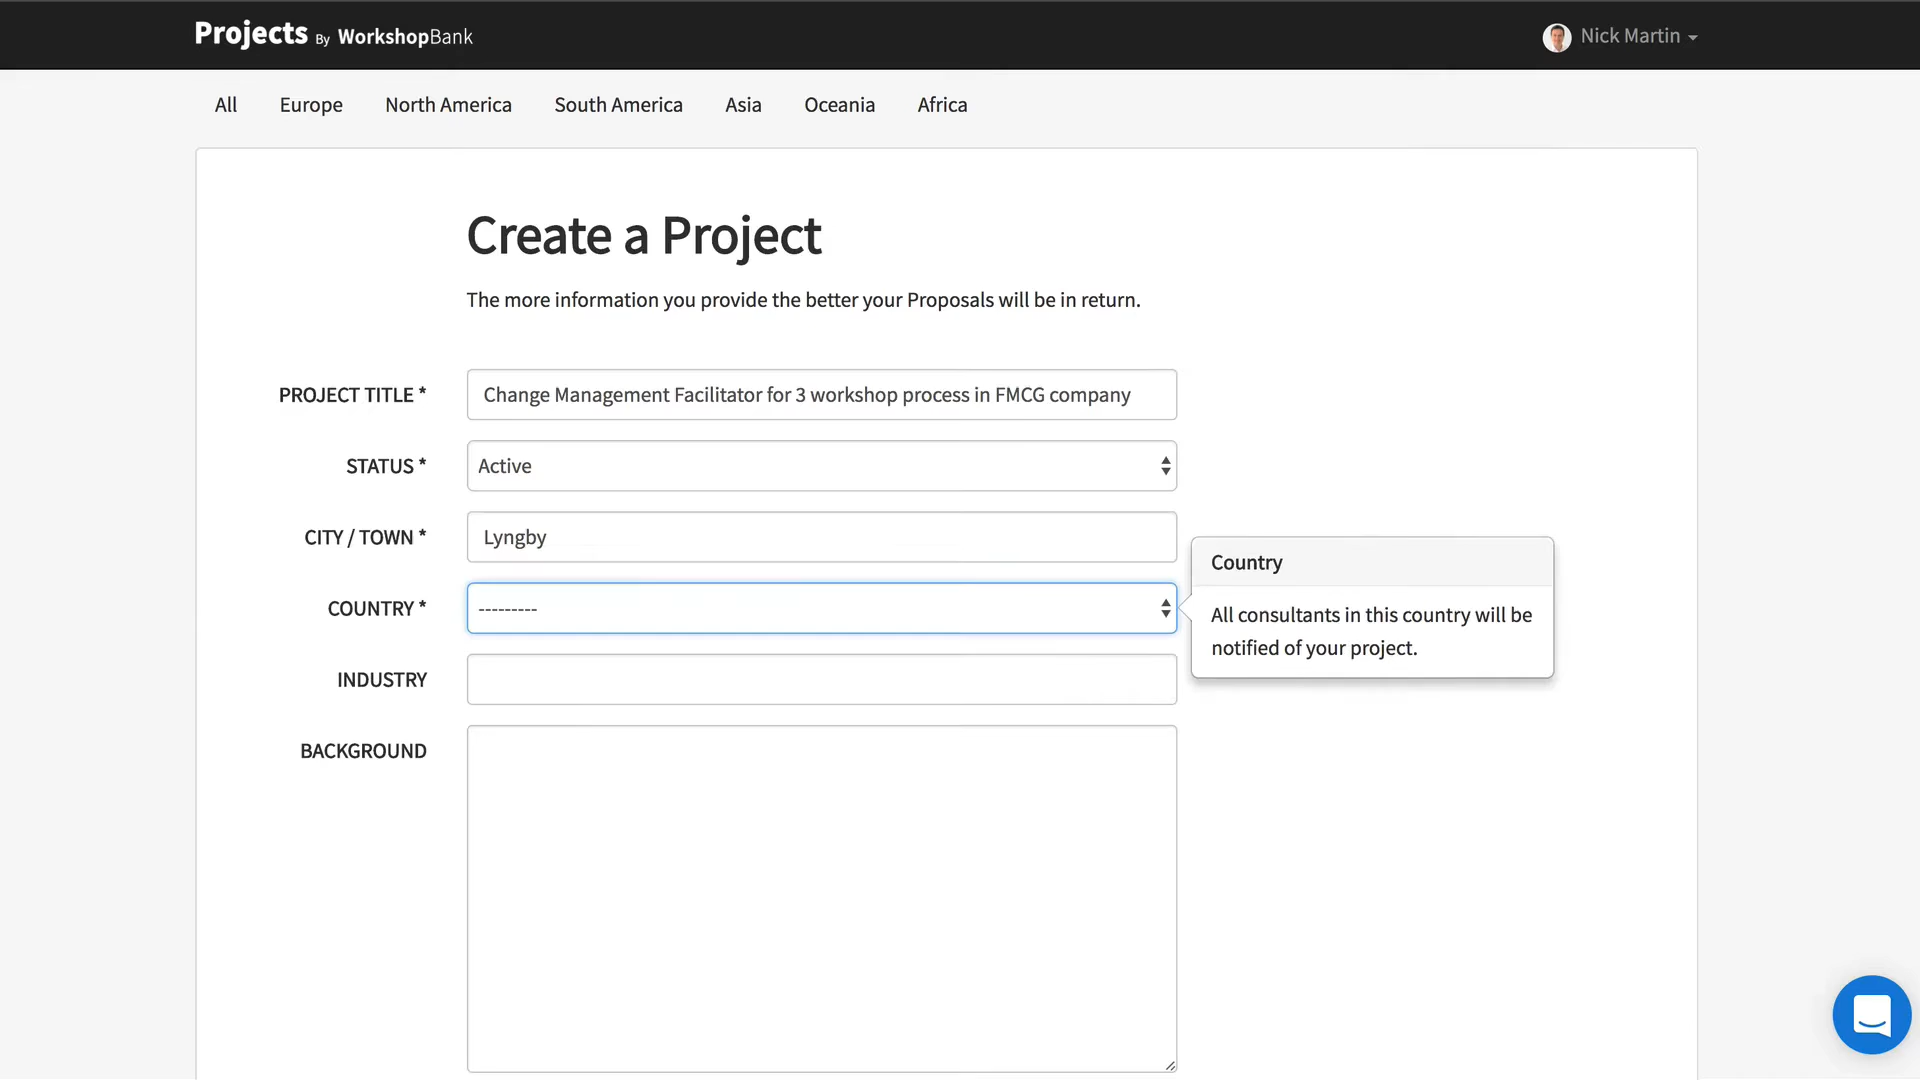 Projects By WorkshopBank
Nick Martin
All Europe North America South America Asia Oceania Africa
Create a Project
The more information you provide the better your Proposals will be in return.
PROJECT TITLE * Change Management Facilitator for 3 workshop process in FMCG company
STATUS * Active
CITY / TOWN * Lyngby
COUNTRY * ---------
Country
All consultants in this country will be
notified of your project.
INDUSTRY
BACKGROUND